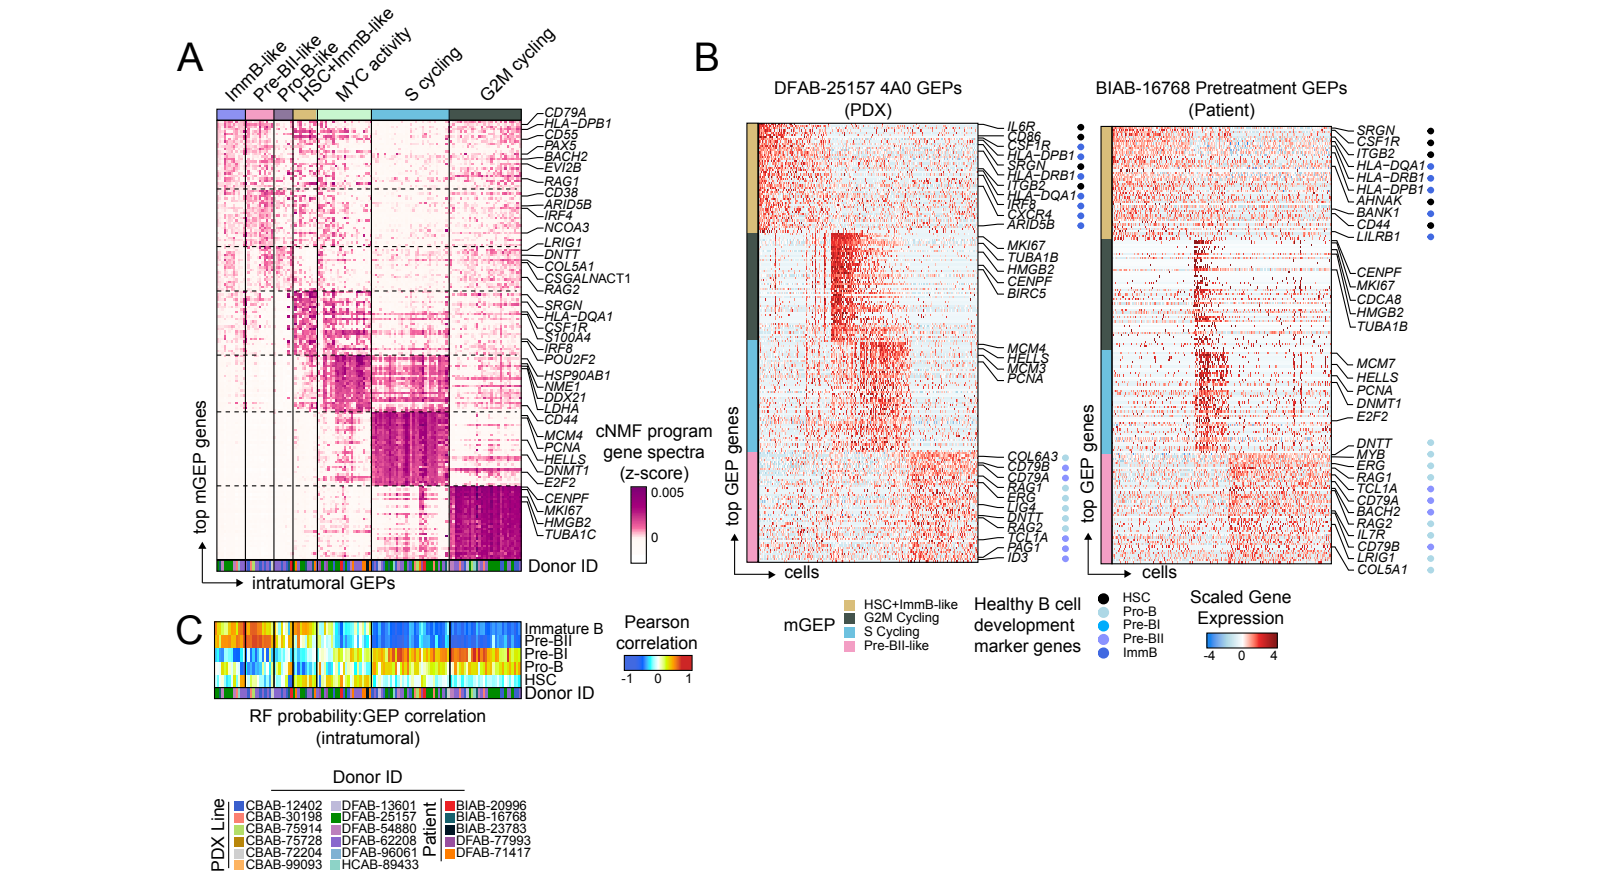 A
ImmB-like
Pre-BII-like
Pro-B-like
HSC+ImmB-like
MYC activity
S cycling
G2M cycling
CD79A
HLA-DPB1
CD55
PAX5
BACH2
EVI2B
RAG1
CD38
ARID5B
IRF4
NCOA3
LRIG1
DNTT
COL5A1
CSGALNACT1
RAG2
SRGN
HLA-DQA1
CSF1R
S100A4
IRF8
POU2F2
HSP90AB1
NME1
DDX21
LDHA
CD44
MCM4
PCNA
HELLS
DNMT1
E2F2
CENPF
MKI67
HMGB2
TUBA1C
Donor ID
top mGEP genes
intratumoral GEPs
cNMF program
gene spectra
(z-score)
0.005
0
B
DFAB-25157 4A0 GEPs
(PDX)
IL6R
CD86
CSF1R
HLA-DPB1
SRGN
HLA-DRB1
ITGB2
HLA-DQA1
IRF8
CXCR4
ARID5B
MKI67
TUBA1B
HMGB2
CENPF
BIRC5
MCM4
HELLS
MCM3
PCNA
COL6A3
CD79B
CD79A
RAG1
ERG
LIG4
DNTT
RAG2
TCL1A
PAG1
ID3
top GEP genes
cells
BIAB-16768 Pretreatment GEPs
(Patient)
SRGN
CSF1R
ITGB2
HLA-DQA1
HLA-DRB1
HLA-DPB1
AHNAK
BANK1
CD44
LILRB1
CENPF
MKI67
CDCA8
HMGB2
TUBA1B
MCM7
HELLS
PCNA
DNMT1
E2F2
DNTT
MYB
ERG
RAG1
TCL1A
CD79A
BACH2
RAG2
IL7R
CD79B
LRIG1
COL5A1
top GEP genes
cells
mGEP
HSC+ImmB-like
G2M Cycling
S Cycling
Pre-BII-like
Healthy B cell
development
marker genes
HSC
Pro-B
Pre-BI
Pre-BII
ImmB
Scaled Gene
Expression
-4 0 4
C
Immature B
Pre-BII
Pre-BI
Pro-B
HSC
Donor ID
Pearson
correlation
-1 0 1
RF probability:GEP correlation
(intratumoral)
Donor ID
PDX Line
CBAB-12402
CBAB-30198
CBAB-75914
CBAB-75728
CBAB-72204
CBAB-99093
DFAB-13601
DFAB-25157
DFAB-54880
DFAB-62208
DFAB-96061
HCAB-89433
Patient
BIAB-20996
BIAB-16768
BIAB-23783
DFAB-77993
DFAB-71417